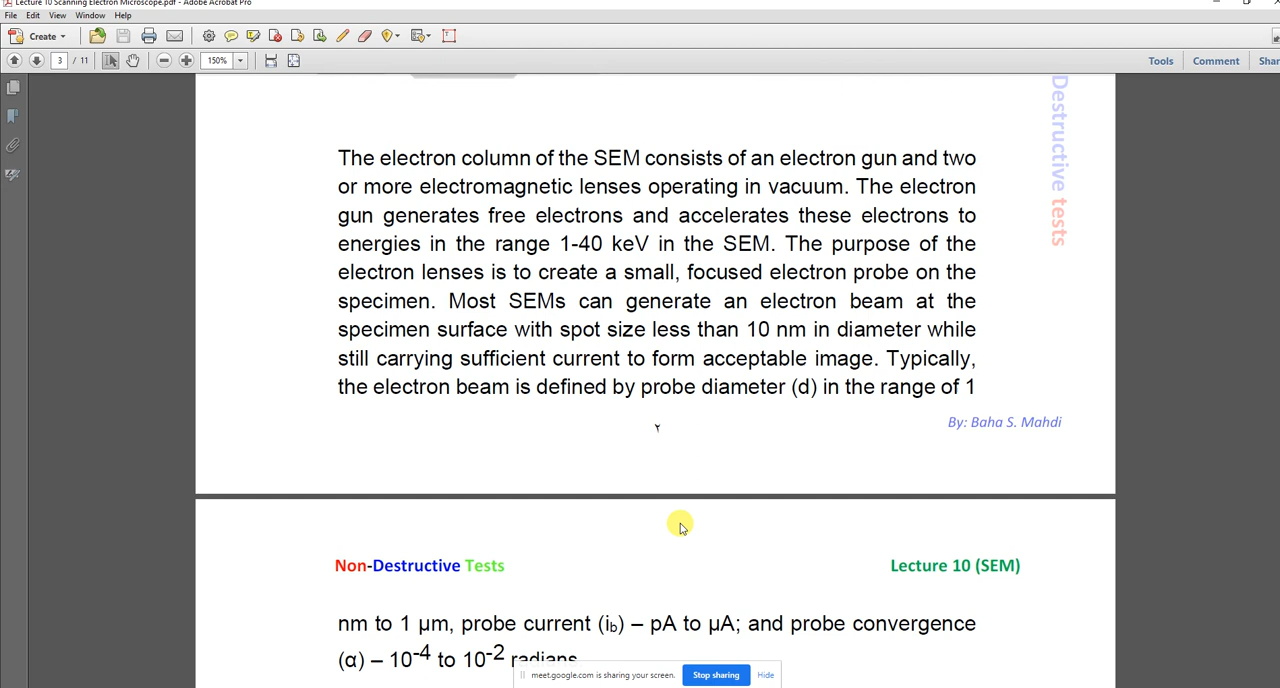 Lecture 10 Scanning Electron Microscope.pdf - Adobe Acrobat Pro
File Edit View Window Help
Create
3 / 11 150% Tools Comment
Destructive tests
The electron column of the SEM consists of an electron gun and two
or more electromagnetic lenses operating in vacuum. The electron
gun generates free electrons and accelerates these electrons to
energies in the range 1-40 keV in the SEM. The purpose of the
electron lenses is to create a small, focused electron probe on the
specimen. Most SEMs can generate an electron beam at the
specimen surface with spot size less than 10 nm in diameter while
still carrying sufficient current to form acceptable image. Typically,
the electron beam is defined by probe diameter (d) in the range of 1
By: Baha S. Mahdi
٢
Non-Destructive Tests Lecture 10 (SEM)
nm to 1 μm, probe current (ib) – pA to μA; and probe convergence
(α) – 10-4 to 10-2 radians
meet.google.com is sharing your screen. Stop sharing Hide